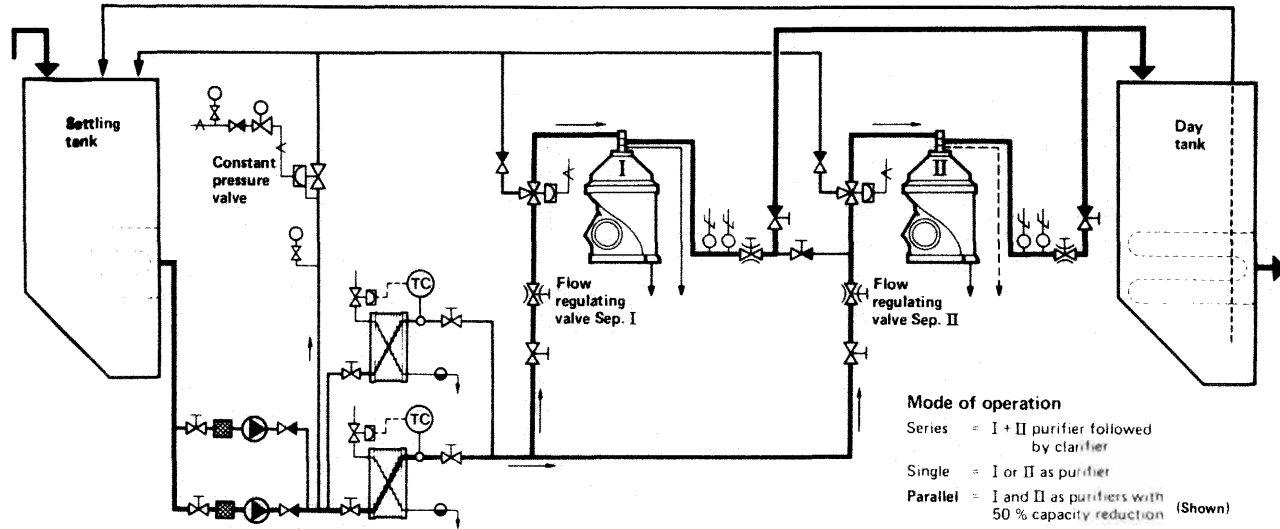 Settling
tank
Constant
pressure
valve
TC
TC
I
II
Flow
regulating
valve Sep. I
Flow
regulating
valve Sep. II
Day
tank
Mode of operation
Series = I + II purifier followed
by clarifier
Single = I or II as purifier
Parallel = I and II as purifiers with
50 % capacity reduction (Shown)